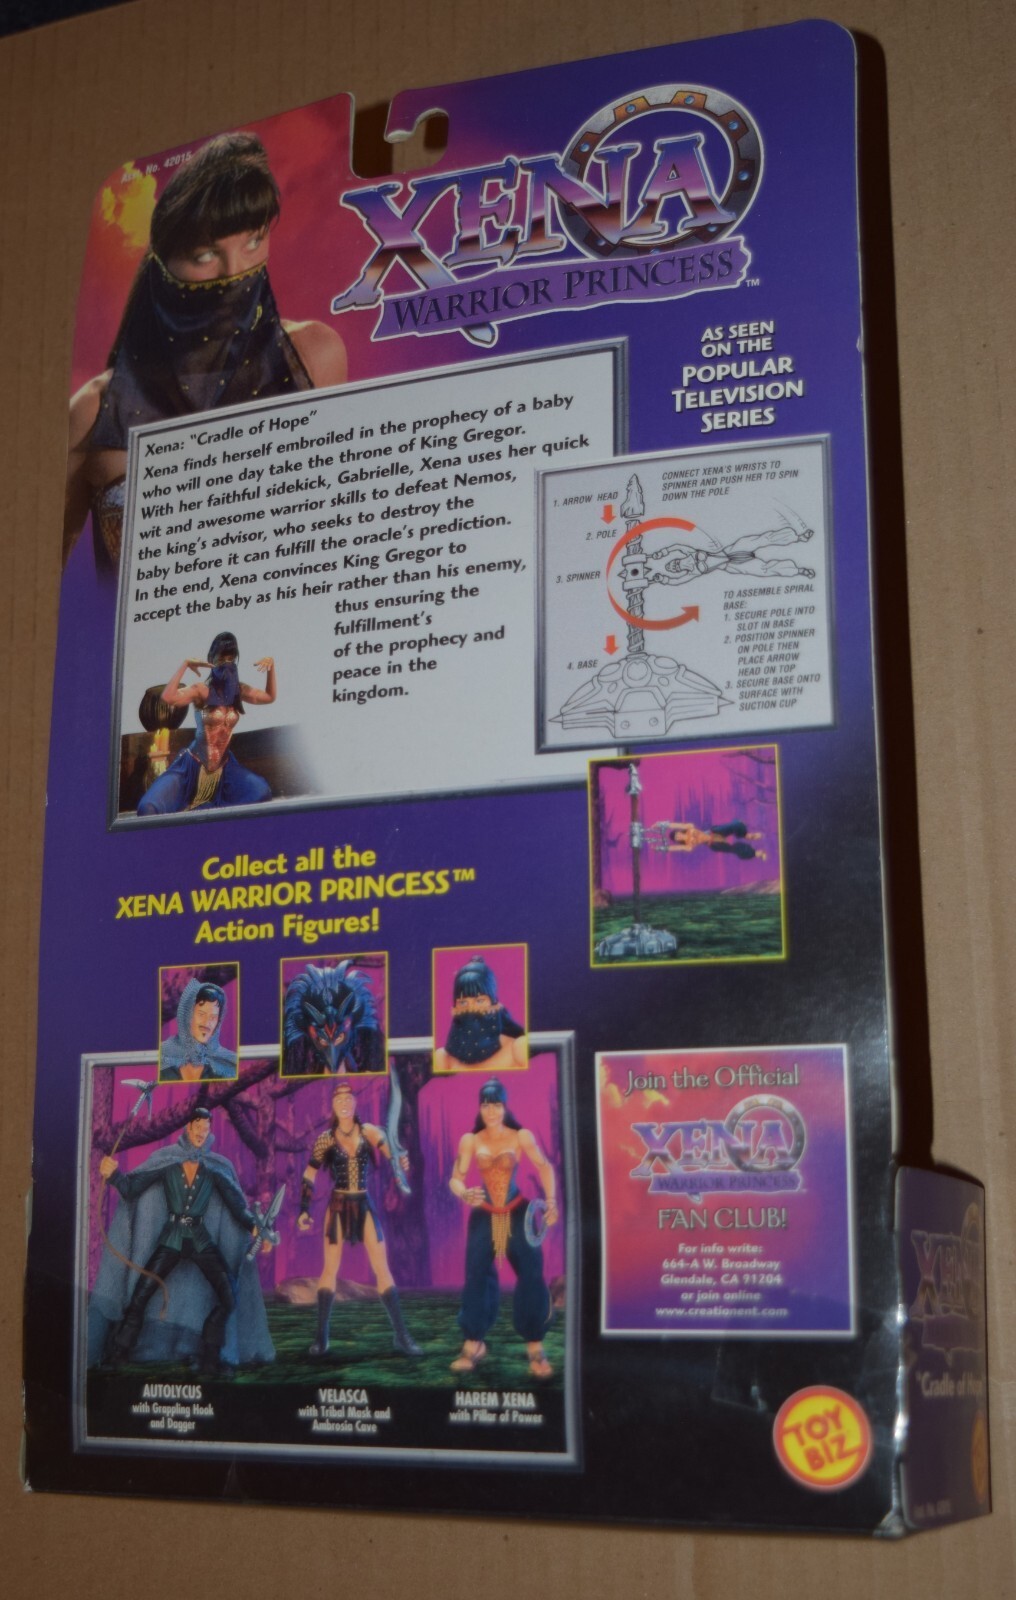 Asst. No. 42015
XENA
WARRIOR PRINCESS™
AS SEEN
ON THE
POPULAR
TELEVISION
SERIES
Xena: "Cradle of Hope"
Xena finds herself embroiled in the prophecy of a baby
who will one day take the throne of King Gregor.
With her faithful sidekick, Gabrielle, Xena uses her quick
wit and awesome warrior skills to defeat Nemos,
the king's advisor, who seeks to destroy the
baby before it can fulfill the oracle's prediction.
In the end, Xena convinces King Gregor to
accept the baby as his heir rather than his enemy,
thus ensuring the
fulfillment's
of the prophecy and
peace in the
kingdom.
CONNECT XENA'S WRISTS TO
SPINNER AND PUSH HER TO SPIN
DOWN THE POLE
1. ARROW HEAD
2. POLE
3. SPINNER
4. BASE
TO ASSEMBLE SPIRAL
BASE:
1. SECURE POLE INTO
SLOT IN BASE
2. POSITION SPINNER
ON POLE THEN
PLACE ARROW
HEAD ON TOP
3. SECURE BASE ONTO
SURFACE WITH
SUCTION CUP
Collect all the
XENA WARRIOR PRINCESS™
Action Figures!
AUTOLYCUS
with Grappling Hook
and Dagger
VELASCA
with Tribal Mask and
Ambrosia Cave
HAREM XENA
with Pillar of Power
Join the Official
XENA
WARRIOR PRINCESS
FAN CLUB!
For info write:
664-A W. Broadway
Glendale, CA 91204
or join online
www.creationent.com
TOY
BIZ
XENA
"Cradle of